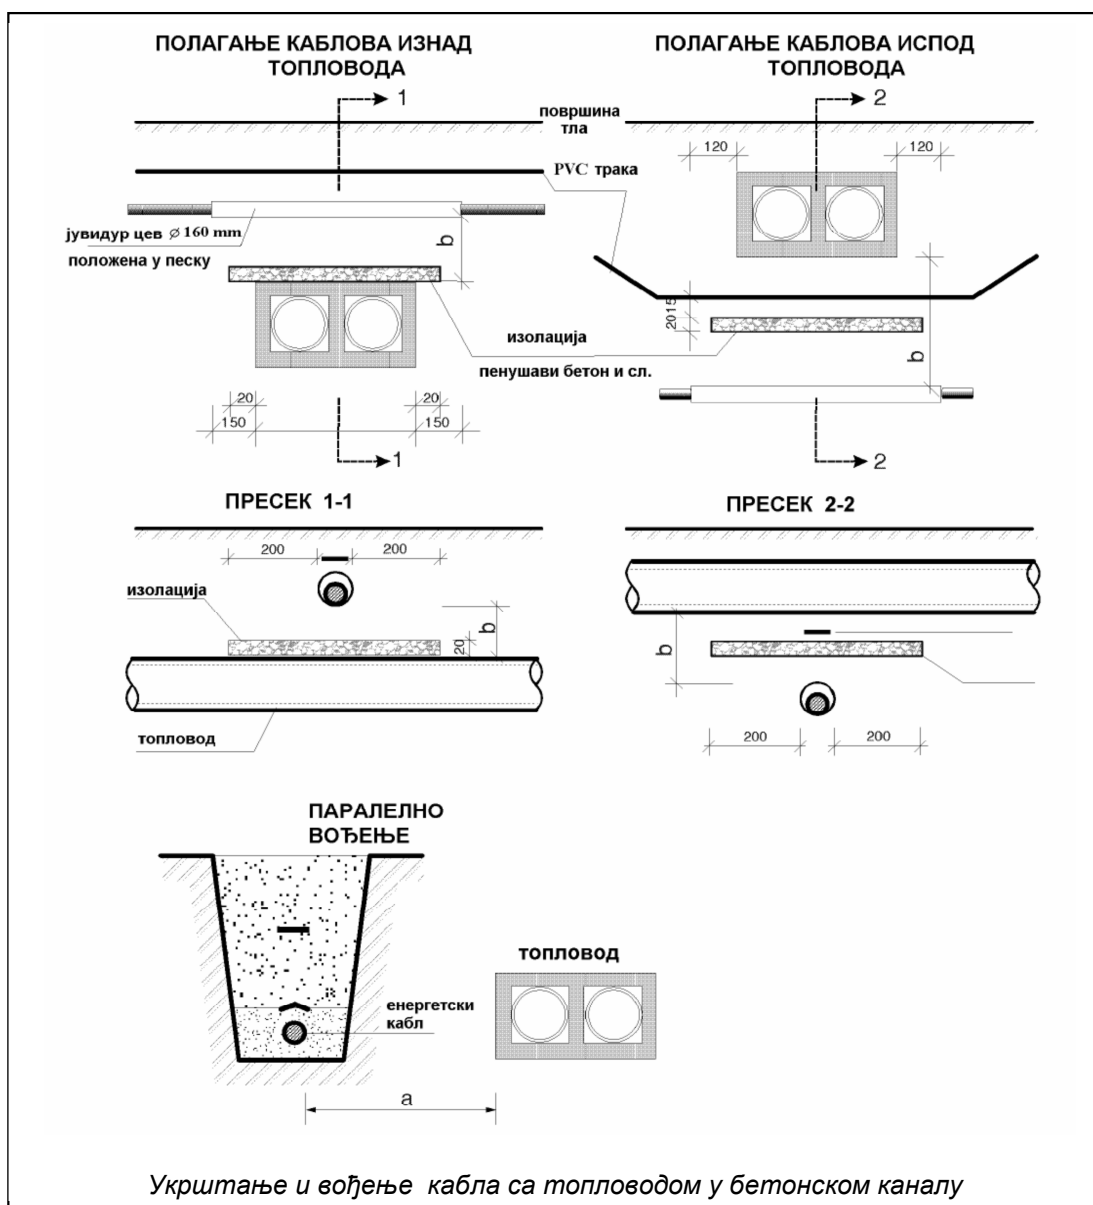 ПОЛАГАЊЕ КАБЛОВА ИЗНАД
ТОПЛОВОДА
ПОЛАГАЊЕ КАБЛОВА ИСПОД
ТОПЛОВОДА
1
2
површина
тла
120
120
PVC трака
јувидур цев ⌀ 160 mm
положена у песку
b
2015
изолација
пенушави бетон и сл.
b
20
20
150
150
1
2
ПРЕСЕК 1-1
ПРЕСЕК 2-2
200
200
изолација
b
20
b
топловод
200
200
ПАРАЛЕЛНО
ВОЂЕЊЕ
топловод
енергетски
кабл
a
Укрштање и вођење кабла са топловодом у бетонском каналу